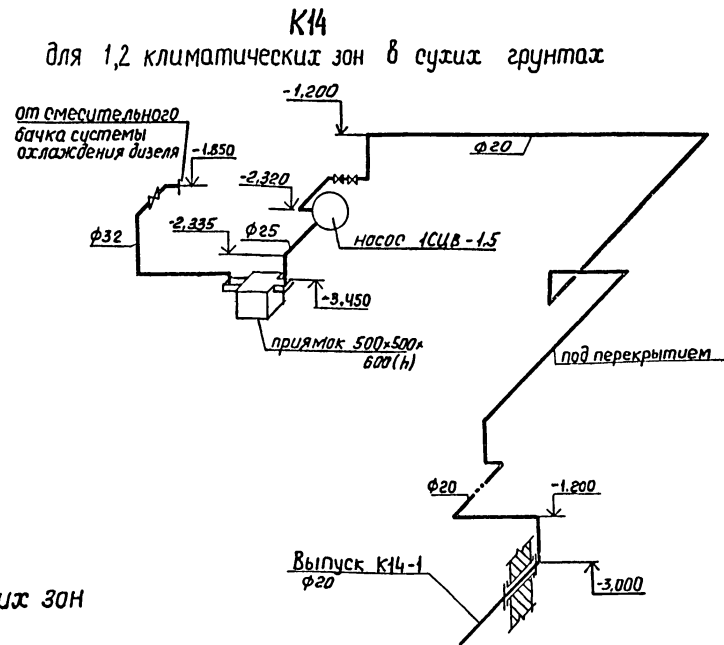 К14
для 1,2 климатических зон в сухих грунтах
-1,200
от смесительного
бачка системы
охлаждения дизеля
-1.850
ф20
-2,320
ф32
-2,335
ф25
насос 1СЦВ-1.5
-3.450
приямок 500×500×
600(h)
под перекрытием
ф20
-1.200
Выпуск К14-1
ф20
-3,000
их зон